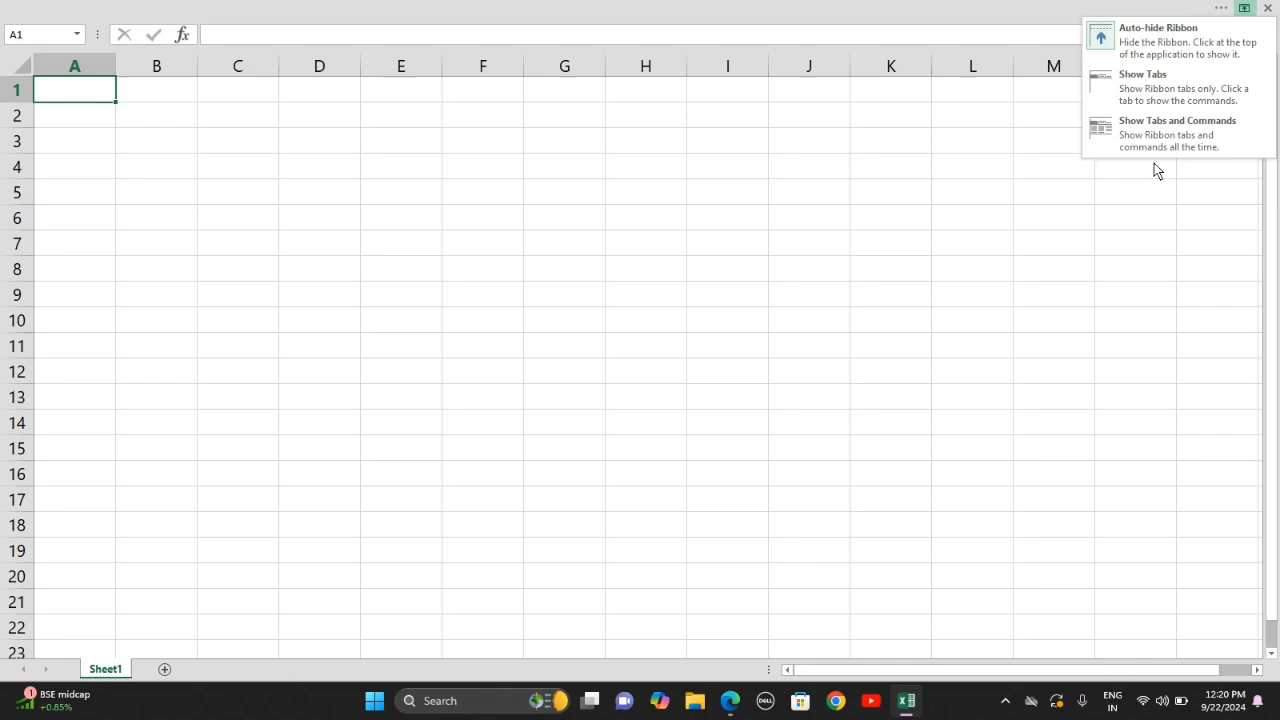 A1
fx
Auto-hide Ribbon
Hide the Ribbon. Click at the top
of the application to show it.
Show Tabs
Show Ribbon tabs only. Click a
tab to show the commands.
Show Tabs and Commands
Show Ribbon tabs and
commands all the time.
A B C D E F G H I J K L M
1
2
3
4
5
6
7
8
9
10
11
12
13
14
15
16
17
18
19
20
21
22
23
Sheet1
1
BSE midcap
+0.85%
Search
DELL
ENG
IN
12:20 PM
9/22/2024